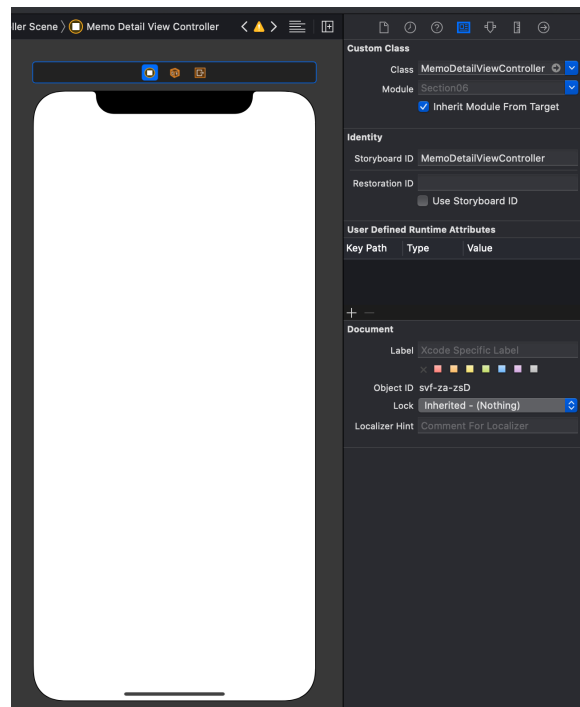 ller Scene 〉 Memo Detail View Controller
Custom Class
Class MemoDetailViewController
Module Section06
Inherit Module From Target
Identity
Storyboard ID MemoDetailViewController
Restoration ID
Use Storyboard ID
User Defined Runtime Attributes
Key Path Type Value
Document
Label Xcode Specific Label
Object ID svf-za-zsD
Lock Inherited - (Nothing)
Localizer Hint Comment For Localizer